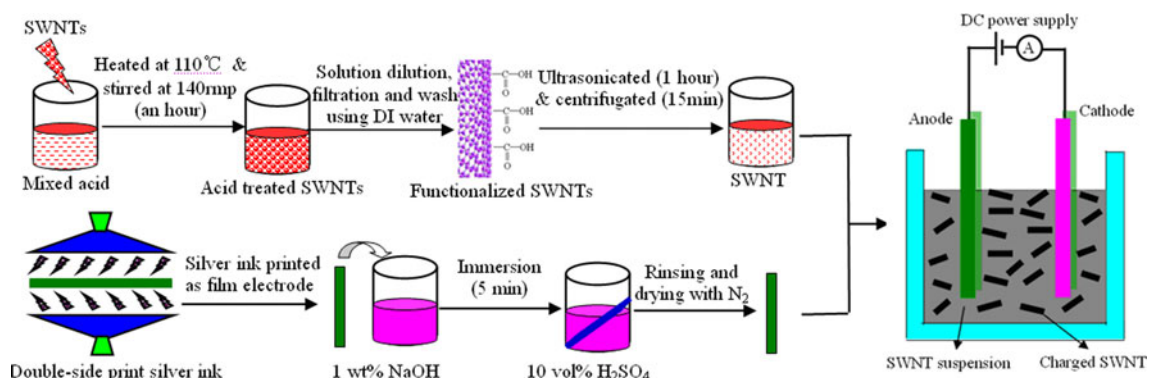 SWNTs
Heated at 110℃ &
stirred at 140rmp
(an hour)
Mixed acid
Acid treated SWNTs
Solution dilution,
filtration and wash
using DI water
OH
C
O
OH
C
O
OH
C
O
Functionalized SWNTs
Ultrasonicated (1 hour)
& centrifugated (15min)
SWNT
Silver ink printed
as film electrode
Double-side print silver ink
1 wt% NaOH
Immersion
(5 min)
10 vol% H₂SO₄
Rinsing and
drying with N₂
DC power supply
A
Anode
Cathode
SWNT suspension
Charged SWNT